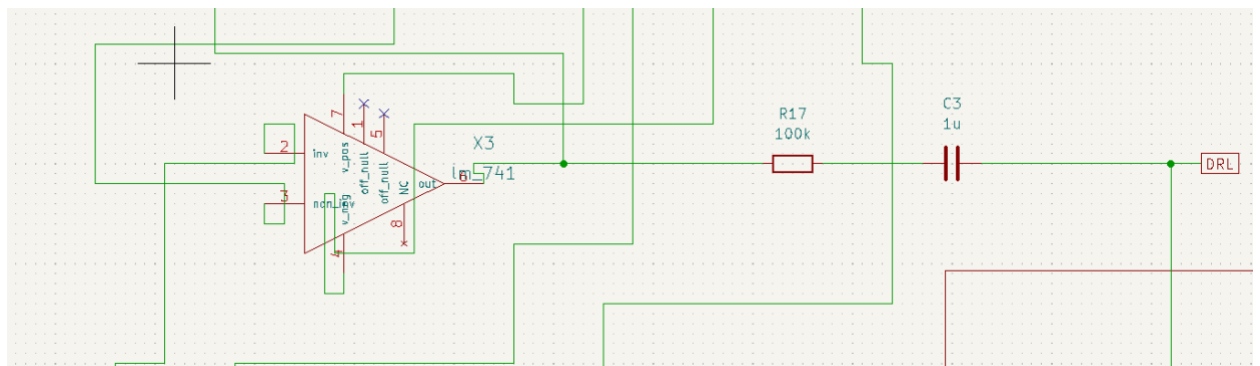 C3
1u
R17
100k
7
1
5
X3
lm_741
2
inv
v_pos
off_null
off_null
NC
out
6
3
non_inv
v_neg
8
4
DRL